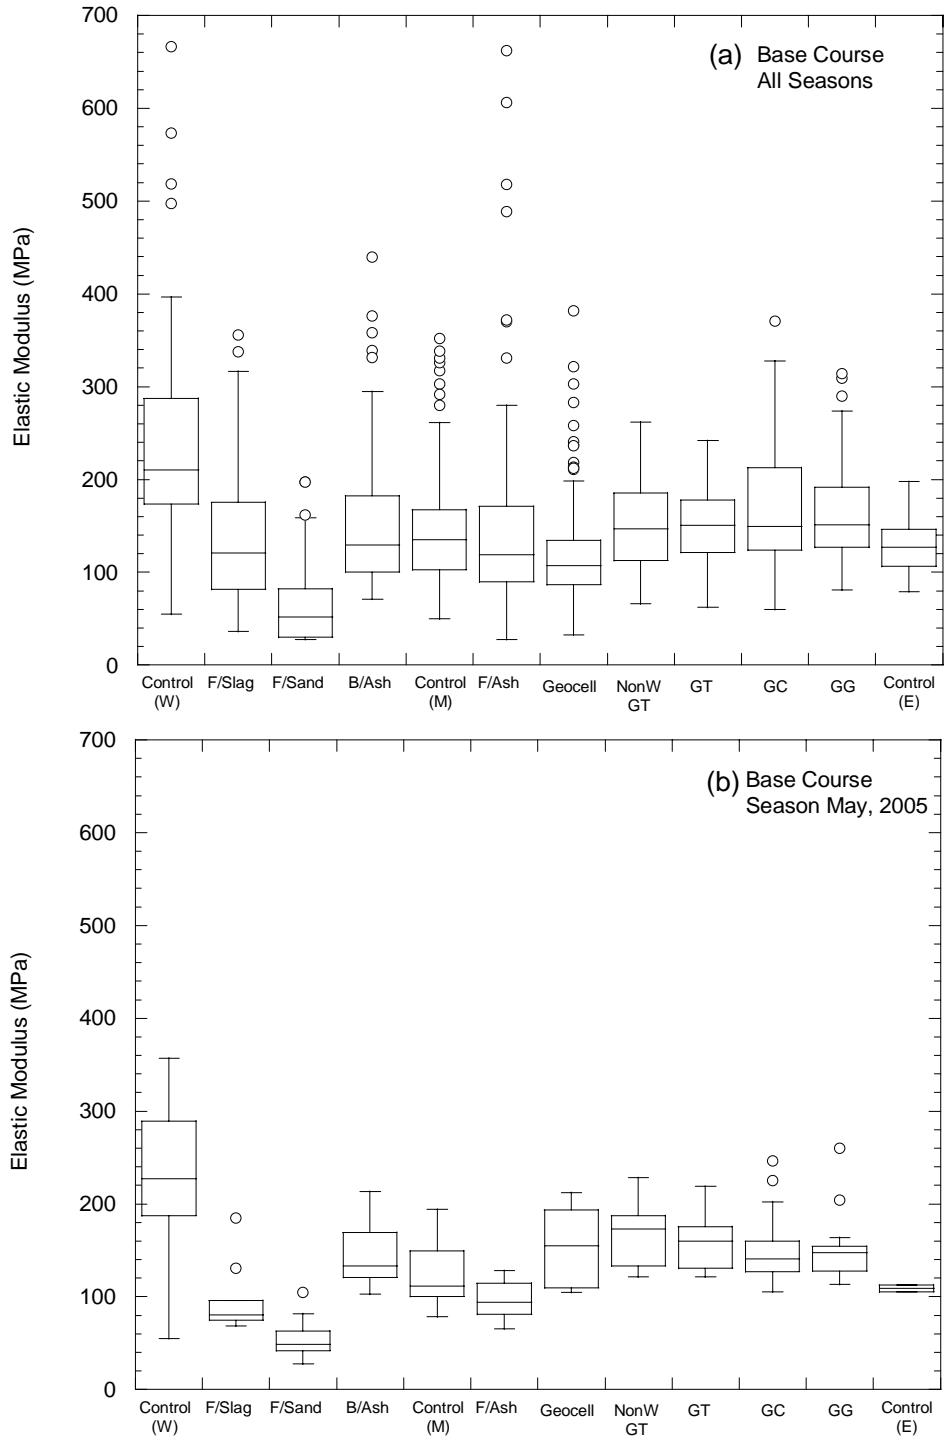 700
600
500
400
300
200
100
0
Elastic Modulus (MPa)
(a) Base Course
All Seasons
Control F/Slag F/Sand B/Ash Control F/Ash Geocell NonW GT GC GG Control
(W) (M) GT (E)
700
600
500
400
300
200
100
0
Elastic Modulus (MPa)
(b) Base Course
Season May, 2005
Control F/Slag F/Sand B/Ash Control F/Ash Geocell NonW GT GC GG Control
(W) (M) GT (E)